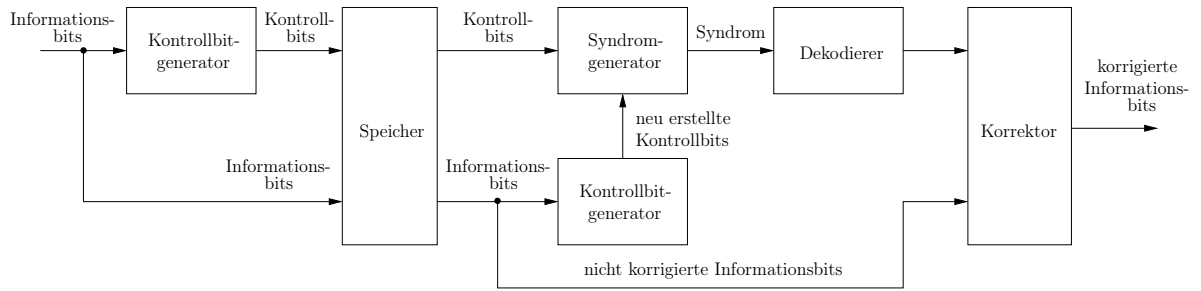 Informations-
bits
Kontrollbit-
generator
Kontroll-
bits
Informations-
bits
Speicher
Kontroll-
bits
Informations-
bits
Syndrom-
generator
neu erstellte
Kontrollbits
Kontrollbit-
generator
Syndrom
Dekodierer
nicht korrigierte Informationsbits
Korrektor
korrigierte
Informations-
bits